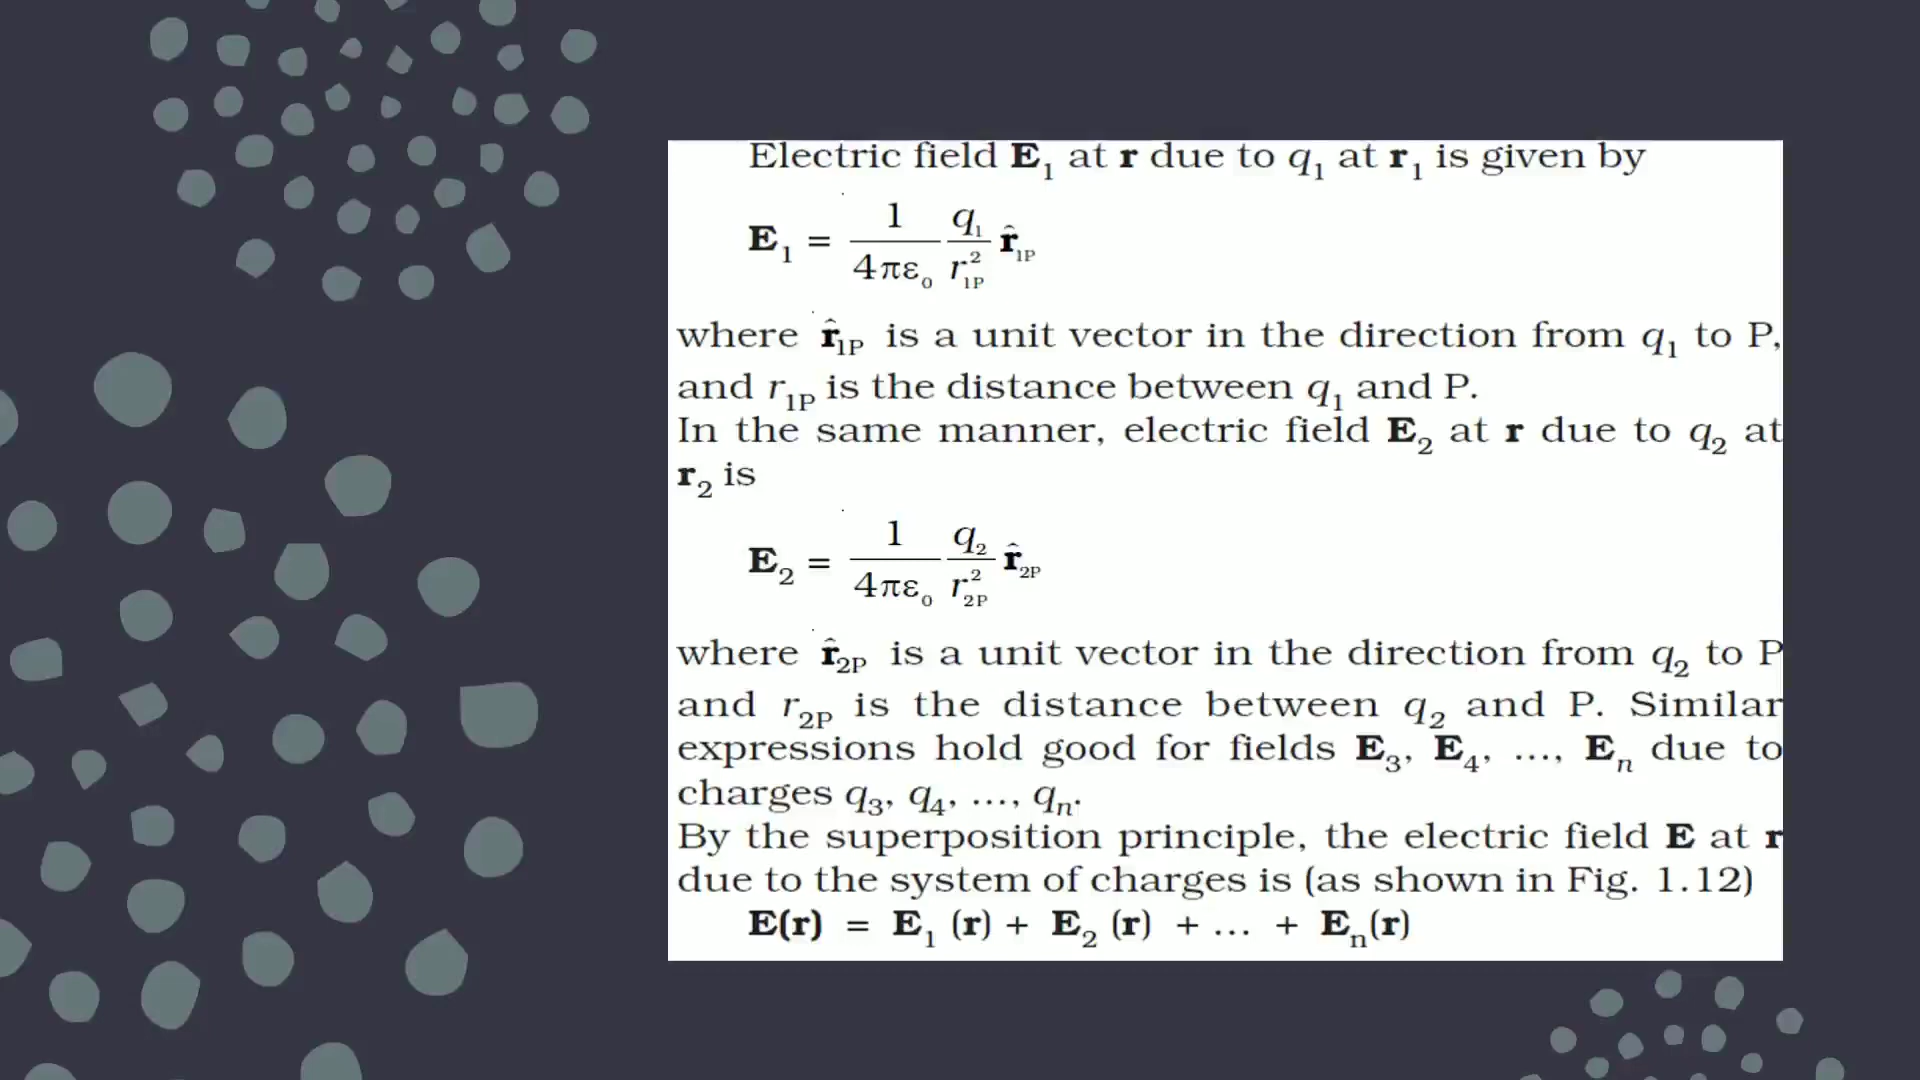 Electric field E₁ at r due to q₁ at r₁ is given by
E₁ = 1/4πε₀ q₁/r²₁P r̂₁P
where r̂₁P is a unit vector in the direction from q₁ to P,
and r₁P is the distance between q₁ and P.
In the same manner, electric field E₂ at r due to q₂ at
r₂ is
E₂ = 1/4πε₀ q₂/r²₂P r̂₂P
where r̂₂P is a unit vector in the direction from q₂ to P
and r₂P is the distance between q₂ and P. Similar
expressions hold good for fields E₃, E₄, ..., Eₙ due to
charges q₃, q₄, ..., qₙ.
By the superposition principle, the electric field E at r
due to the system of charges is (as shown in Fig. 1.12)
E(r) = E₁ (r) + E₂ (r) + ... + Eₙ(r)